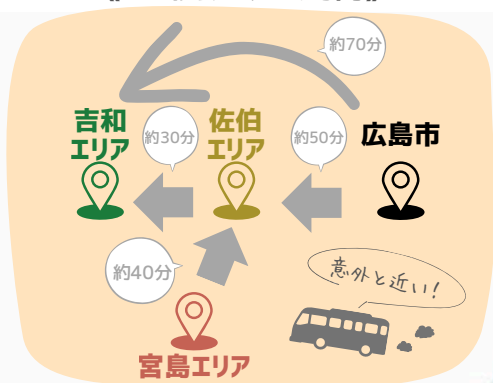 約70分
吉和
エリア
約30分
佐伯
エリア
約50分
広島市
約40分
意外と近い!
宮島エリア